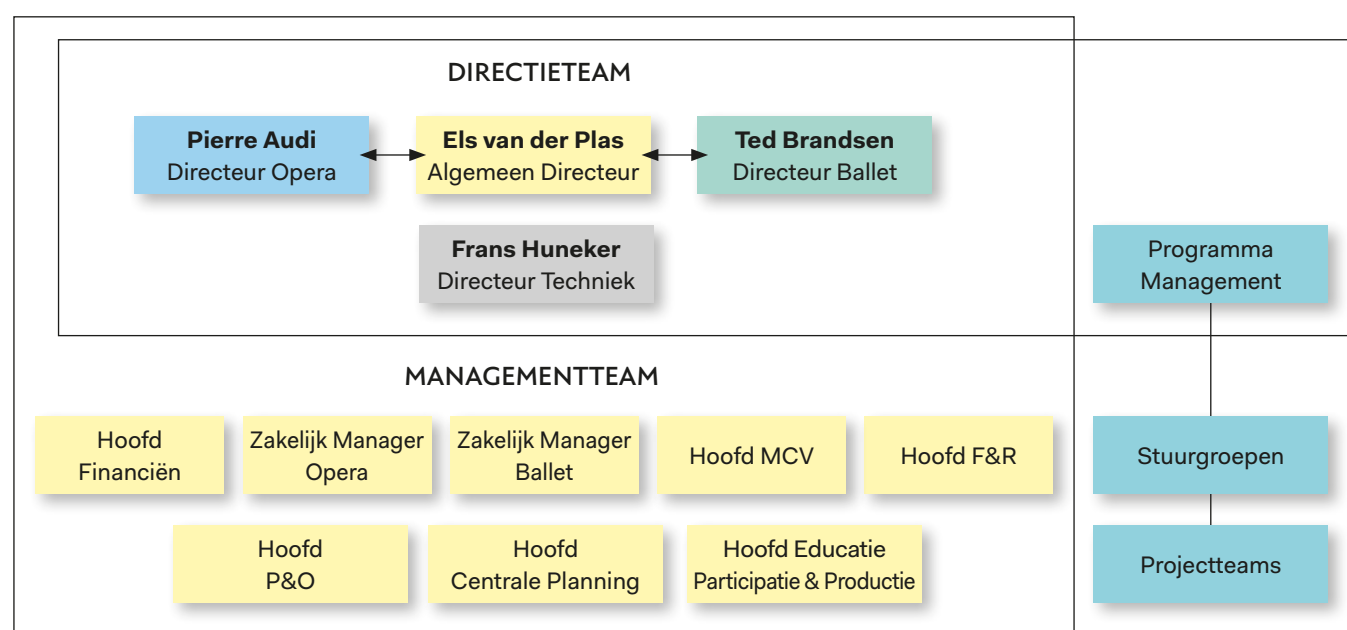 DIRECTIETEAM
Pierre Audi
Directeur Opera
Els van der Plas
Algemeen Directeur
Ted Brandsen
Directeur Ballet
Frans Huneker
Directeur Techniek
Programma
Management
MANAGEMENTTEAM
Hoofd
Financiën
Zakelijk Manager
Opera
Zakelijk Manager
Ballet
Hoofd MCV
Hoofd F&R
Stuurgroepen
Hoofd
P&O
Hoofd
Centrale Planning
Hoofd Educatie
Participatie & Productie
Projectteams